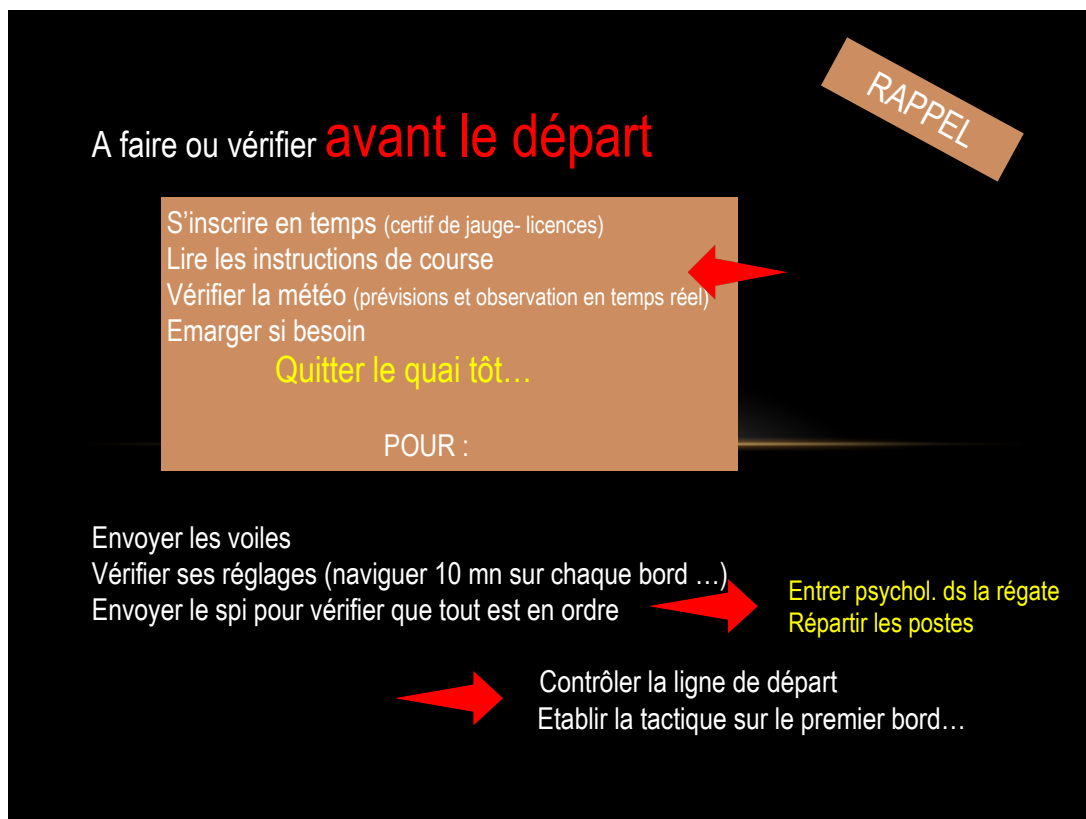 RAPPEL
A faire ou vérifier avant le départ
S'inscrire en temps (certif de jauge- licences)
Lire les instructions de course
Vérifier la météo (prévisions et observation en temps réel)
Emarger si besoin
Quitter le quai tôt…
POUR :
Envoyer les voiles
Vérifier ses réglages (naviguer 10 mn sur chaque bord …)
Envoyer le spi pour vérifier que tout est en ordre
Entrer psychol. ds la régate
Répartir les postes
Contrôler la ligne de départ
Etablir la tactique sur le premier bord…